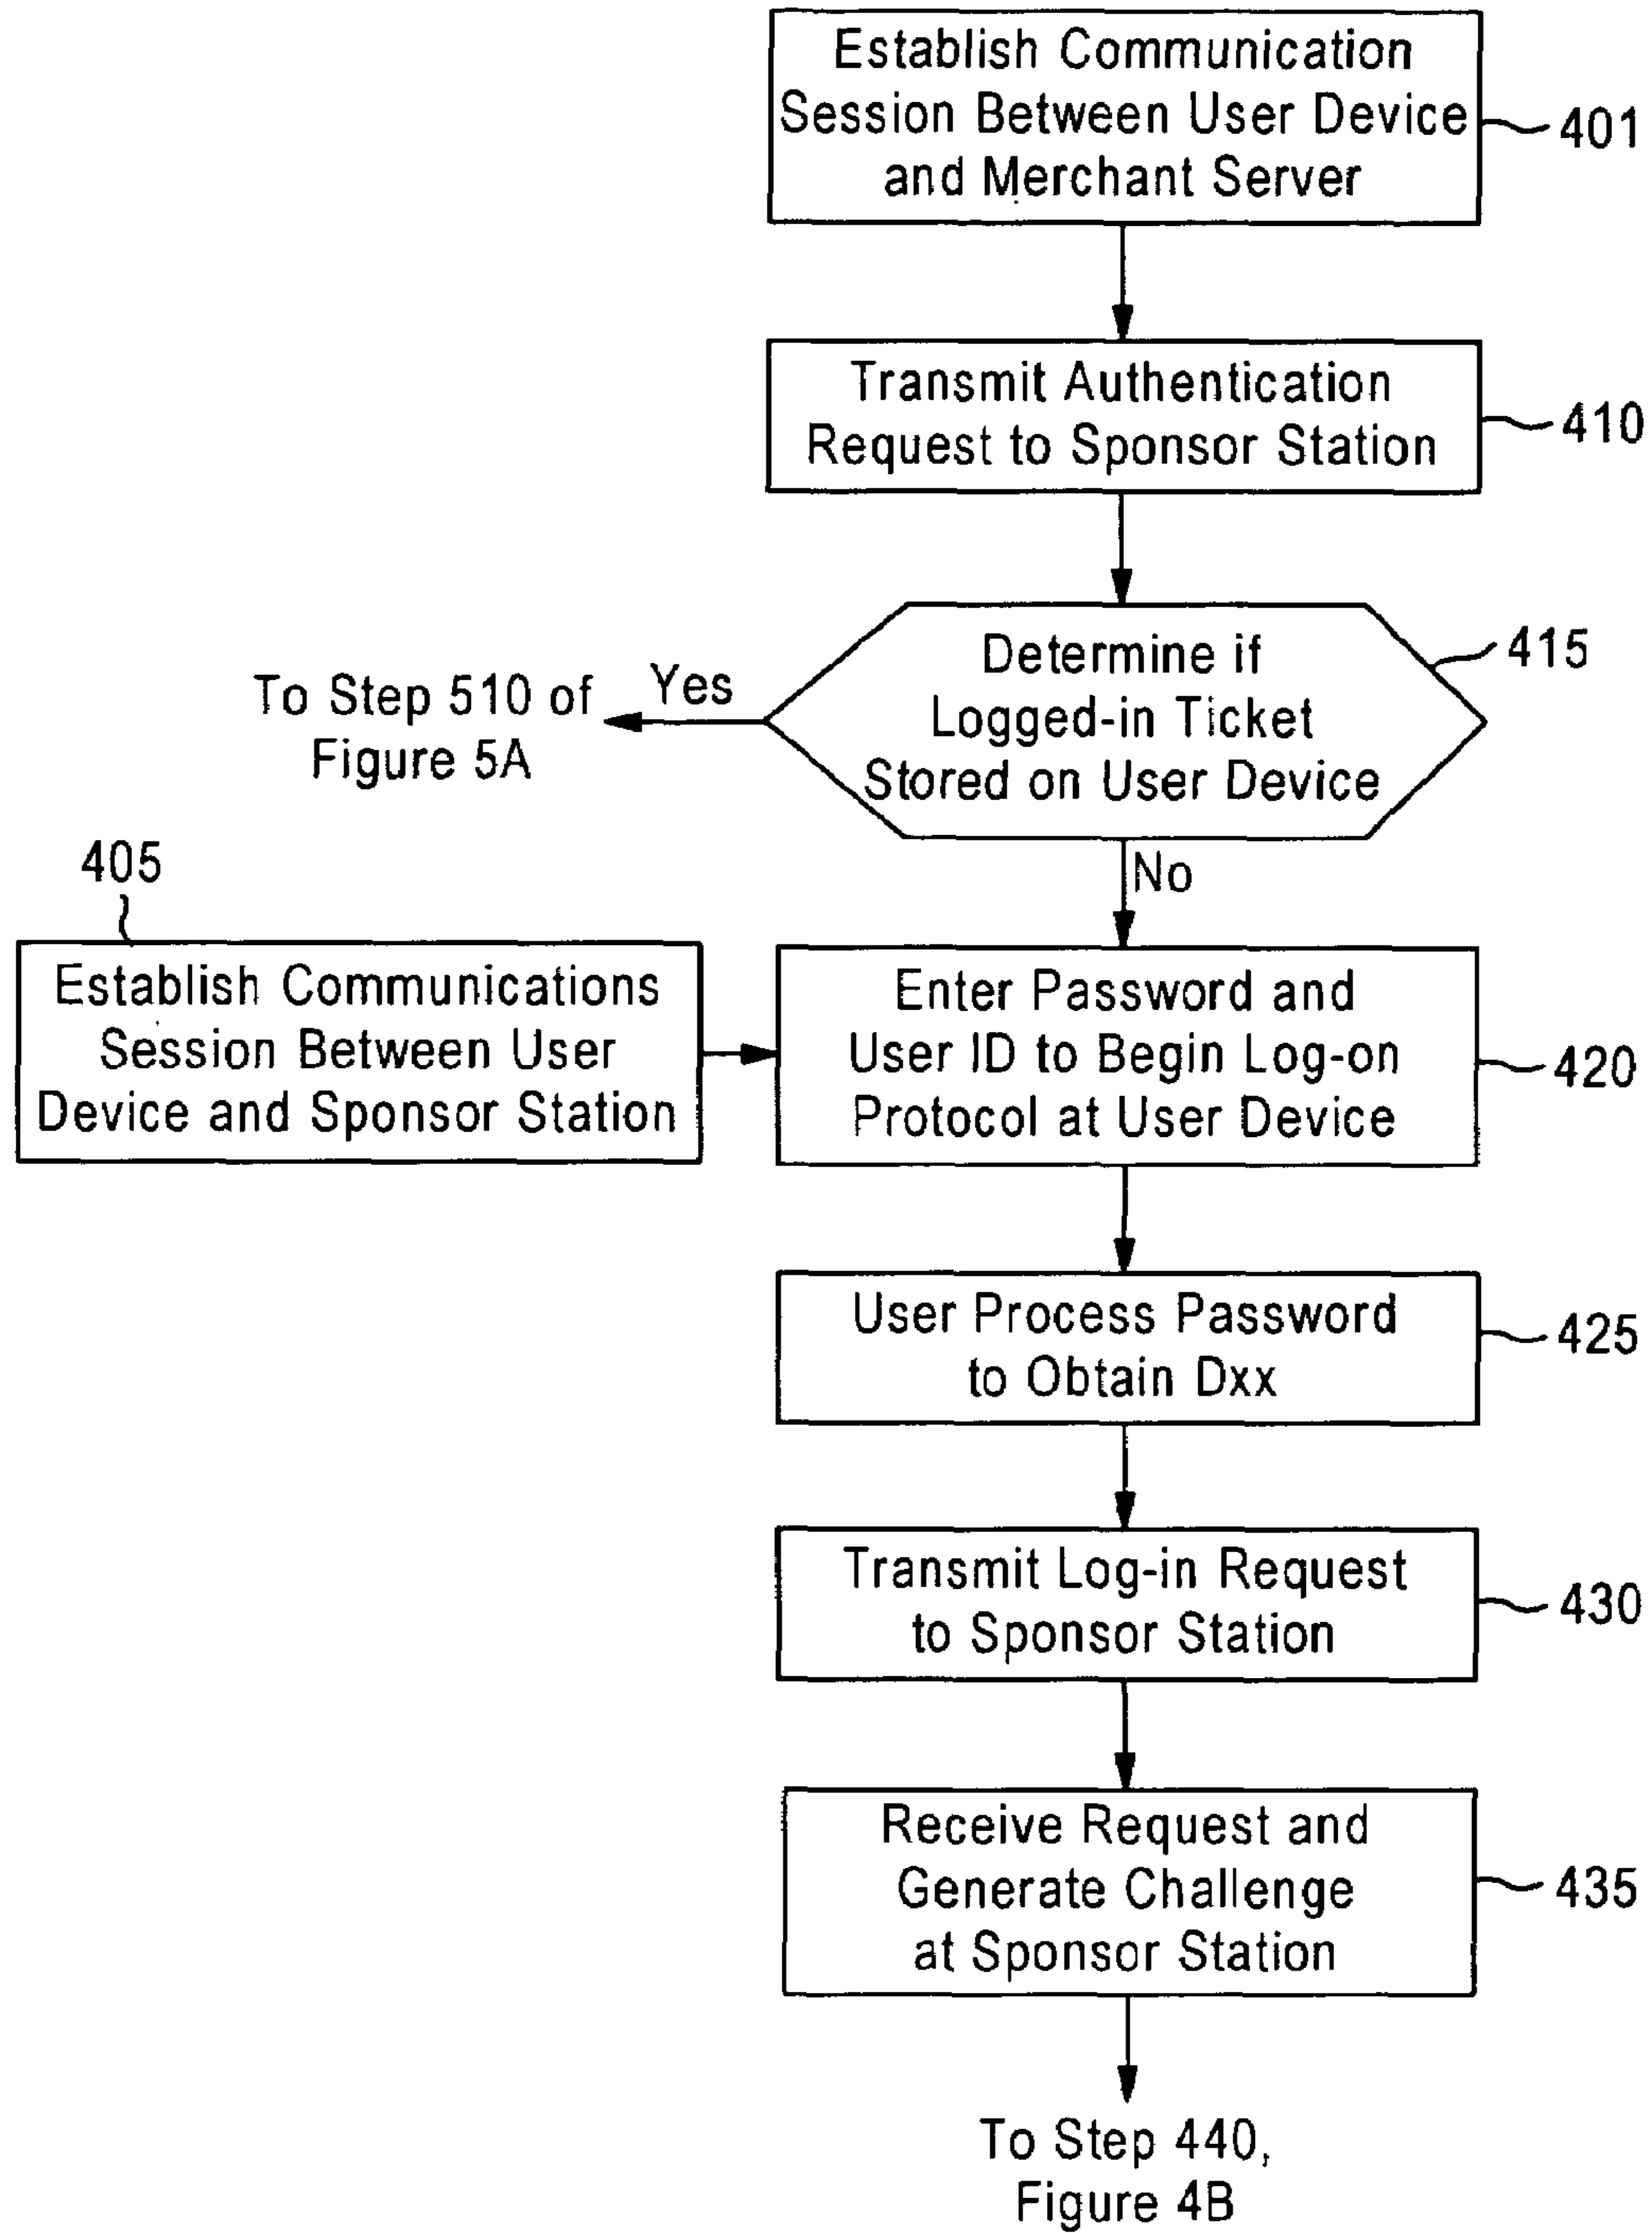 Establish Communication
Session Between User Device
and Merchant Server
401
Transmit Authentication
Request to Sponsor Station
410
Determine if
Logged-in Ticket
Stored on User Device
415
Yes
To Step 510 of
Figure 5A
No
405
Establish Communications
Session Between User
Device and Sponsor Station
Enter Password and
User ID to Begin Log-on
Protocol at User Device
420
User Process Password
to Obtain Dxx
425
Transmit Log-in Request
to Sponsor Station
430
Receive Request and
Generate Challenge
at Sponsor Station
435
To Step 440,
Figure 4B